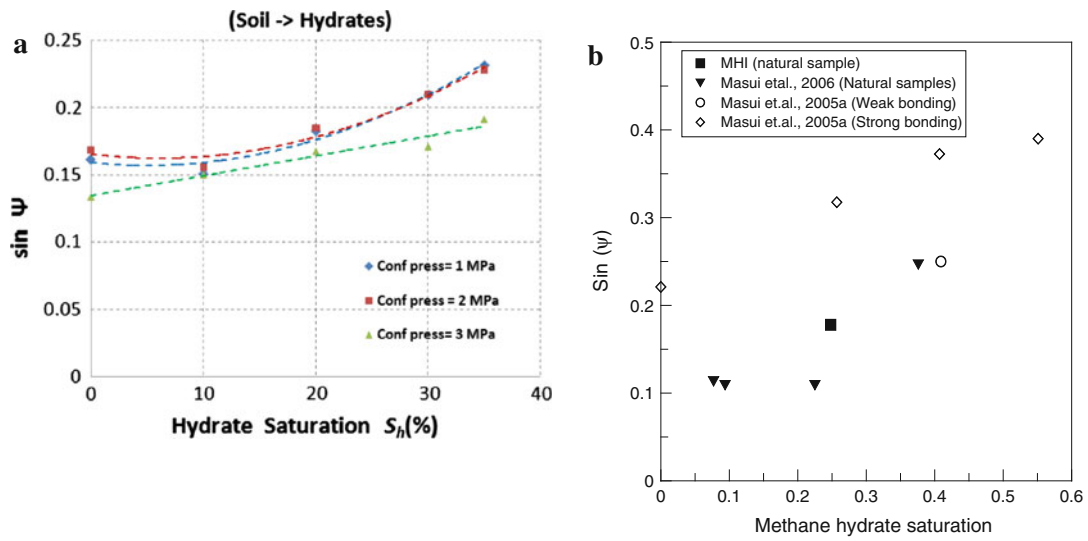 a
(Soil -> Hydrates)
0.25
0.2
0.15
0.1
0.05
0
sin Ψ
Conf press= 1 MPa
Conf press = 2 MPa
Conf press= 3 MPa
0 10 20 30 40
Hydrate Saturation Sh(%)
b
0.5
0.4
0.3
0.2
0.1
0
Sin (ψ)
MHI (natural sample)
Masui etal., 2006 (Natural samples)
Masui et.al., 2005a (Weak bonding)
Masui et.al., 2005a (Strong bonding)
0 0.1 0.2 0.3 0.4 0.5 0.6
Methane hydrate saturation